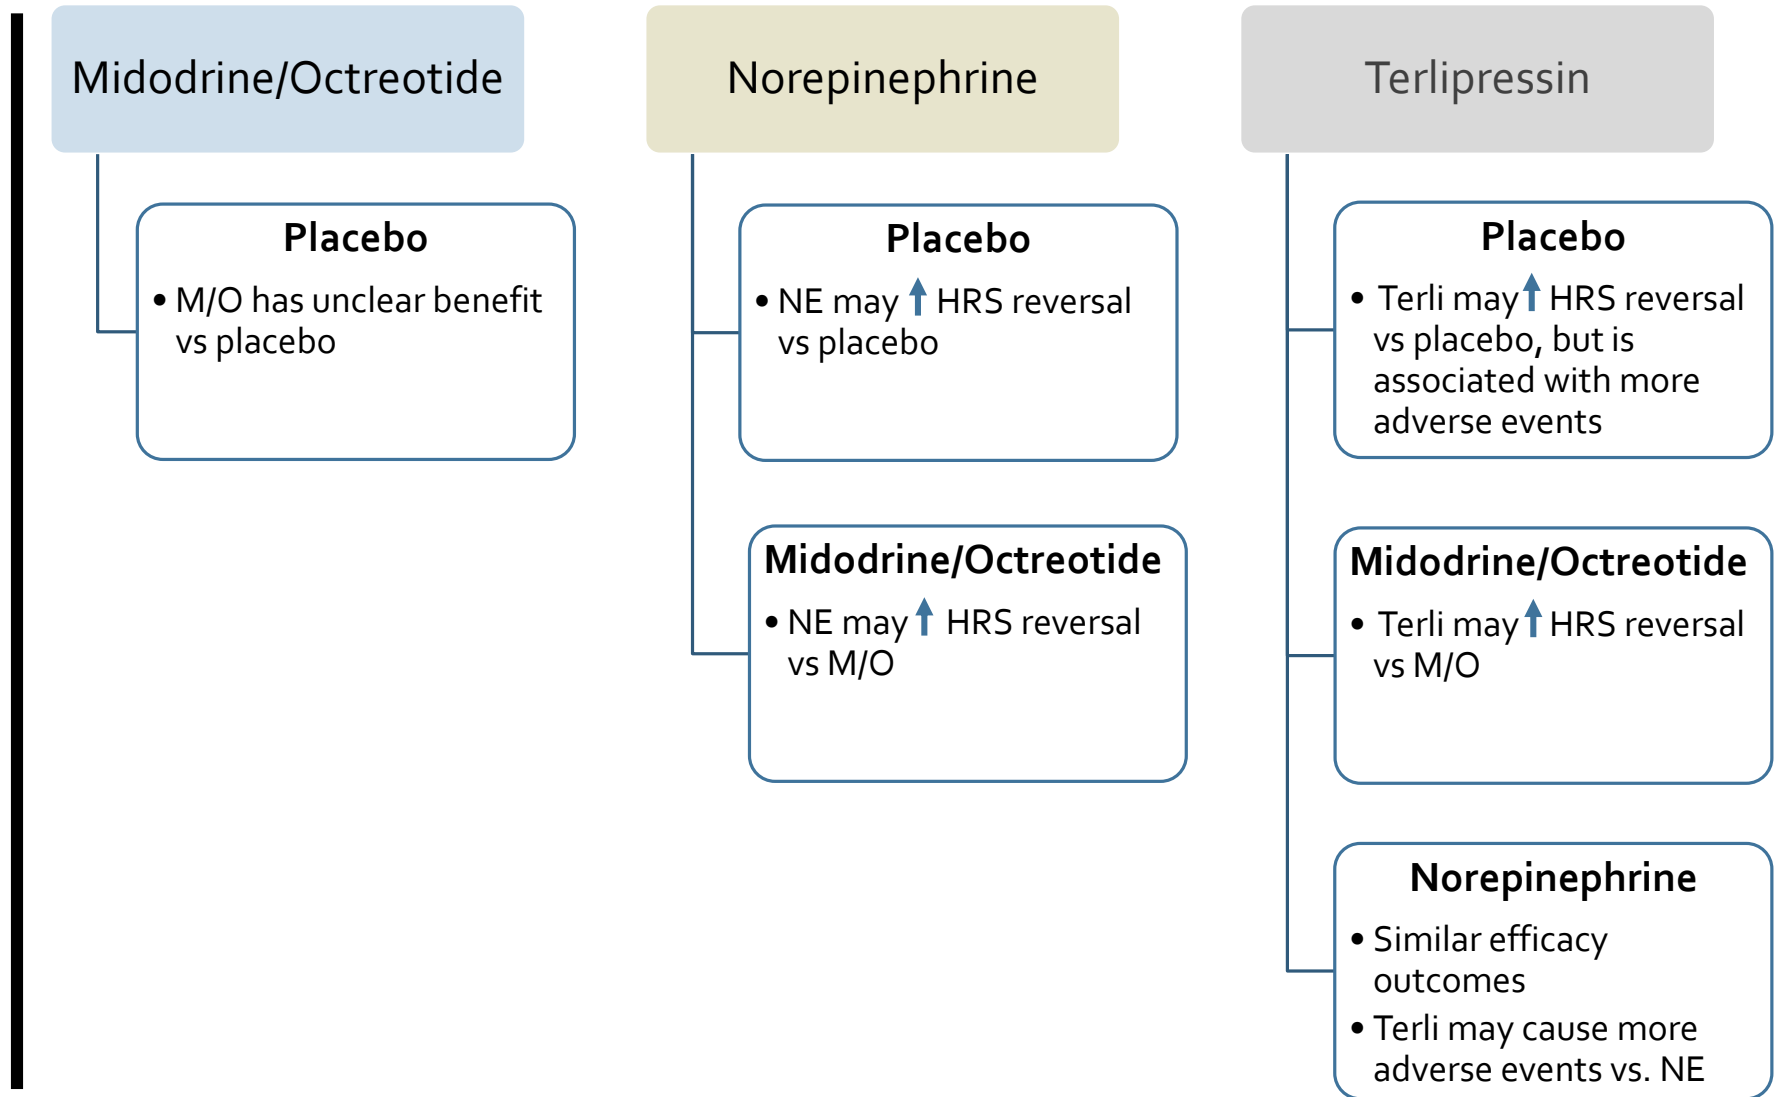 Midodrine/Octreotide
Placebo
• M/O has unclear benefit
vs placebo
Norepinephrine
Placebo
• NE may ↑ HRS reversal
vs placebo
Midodrine/Octreotide
• NE may ↑ HRS reversal
vs M/O
Terlipressin
Placebo
• Terli may ↑ HRS reversal
vs placebo, but is
associated with more
adverse events
Midodrine/Octreotide
• Terli may ↑ HRS reversal
vs M/O
Norepinephrine
• Similar efficacy
outcomes
• Terli may cause more
adverse events vs. NE